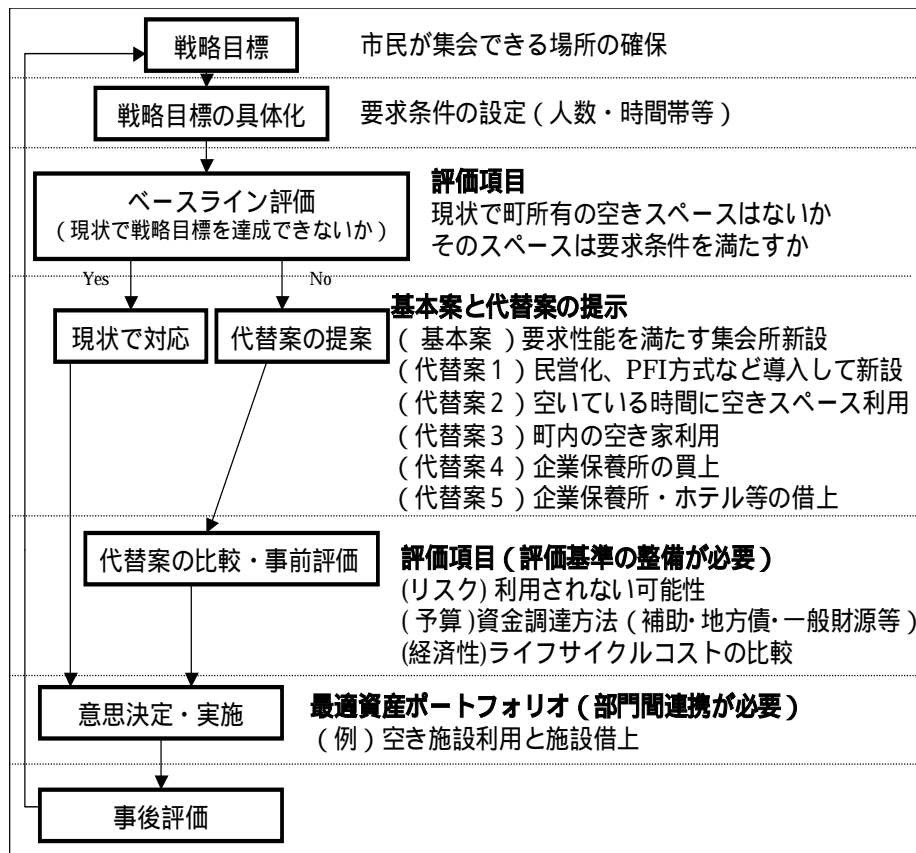 戦略目標
市民が集会できる場所の確保
戦略目標の具体化
要求条件の設定（人数・時間帯等）
ベースライン評価
（現状で戦略目標を達成できないか）
評価項目
現状で町所有の空きスペースはないか
そのスペースは要求条件を満たすか
Yes
No
現状で対応
代替案の提案
基本案と代替案の提示
（ 基本案 ）要求性能を満たす集会所新設
（代替案１）民営化、PFI方式など導入して新設
（代替案２）空いている時間に空きスペース利用
（代替案３）町内の空き家利用
（代替案４）企業保養所の買上
（代替案５）企業保養所・ホテル等の借上
代替案の比較・事前評価
評価項目（評価基準の整備が必要）
(リスク) 利用されない可能性
（予算）資金調達方法（補助・地方債・一般財源等）
(経済性)ライフサイクルコストの比較
意思決定・実施
最適資産ポートフォリオ（部門間連携が必要）
（例）空き施設利用と施設借上
事後評価